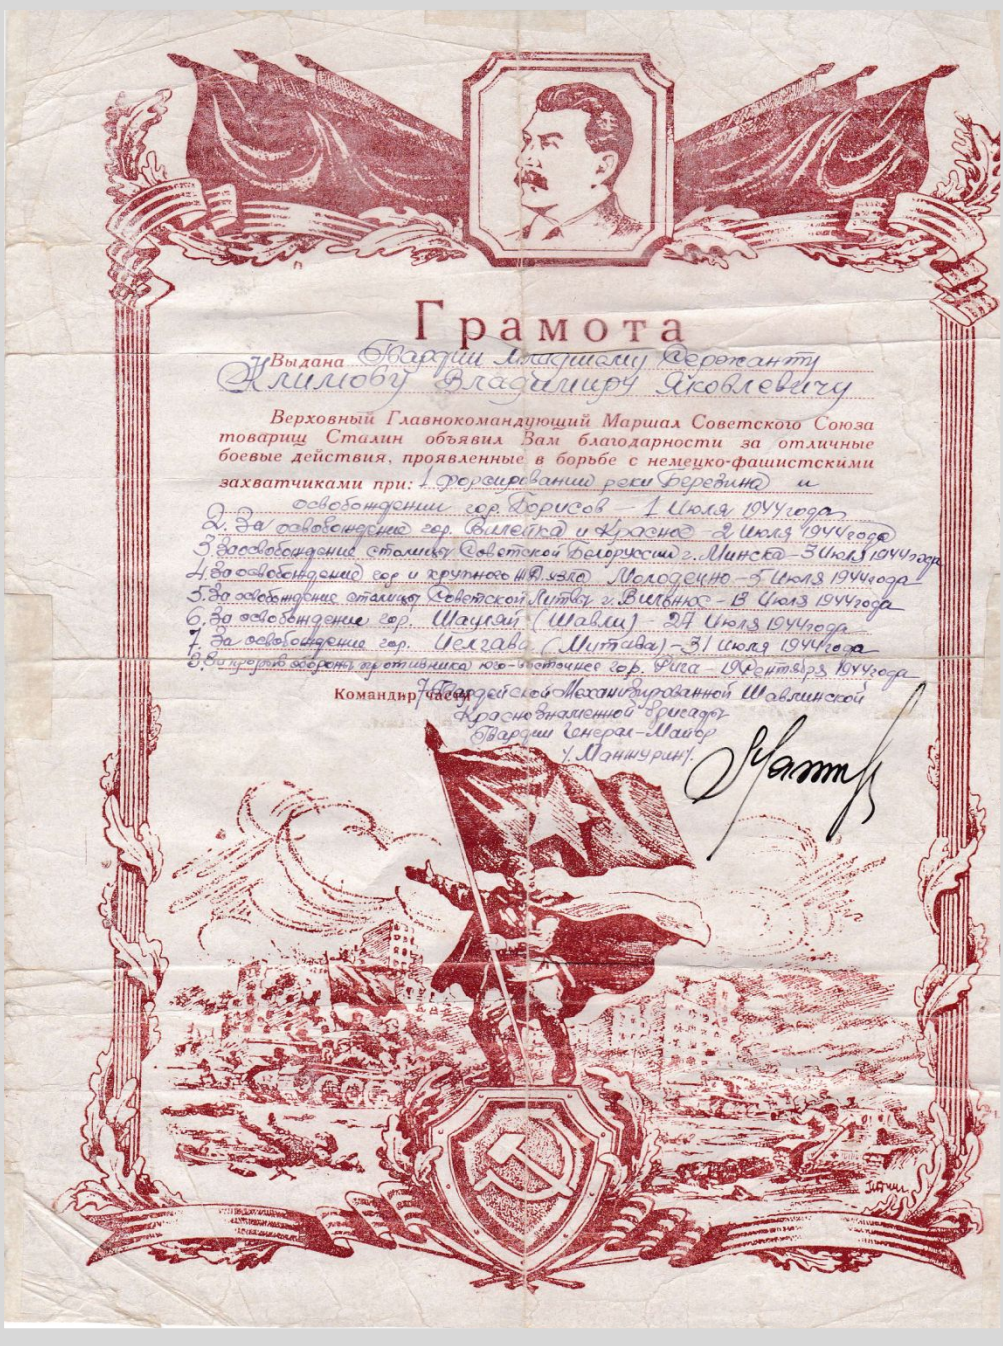 Грамота
Выдана Гвардии Младшему Сержанту
Климову Владимиру Яковлевичу
Верховный Главнокомандующий Маршал Советского Союза
товарищ Сталин объявил Вам благодарности за отличные
боевые действия, проявленные в борьбе с немецко-фашистскими
захватчиками при: 1 форсировании реки Березина и
освобождении гор. Борисов – 1 Июля 1944 года
2. За освобождение гор. Вилейка и Красное – 2 Июля 1944 года
3. За освобождение столицы Советской Белоруссии г. Минска – 3 Июля 1944 года
4. За освобождение гор и крупного ЖД узла Молодечно – 5 Июля 1944 года
5. За освобождение столицы Советской Литвы г. Вильнюс – 13 Июля 1944 года
6. За освобождение гор. Шауляй (Шавли) – 27 Июля 1944 года
7. За освобождение гор. Иелгава (Митава) – 31 Июля 1944 года
прорыв обороны противника юго-восточнее гор. Рига – 19 Сентября 1944 года
Командир части 7 Гвардейской Механизированной Шавлинской
Краснознаменной бригады
Гвардии Генерал-Майор
/Манжурин/.